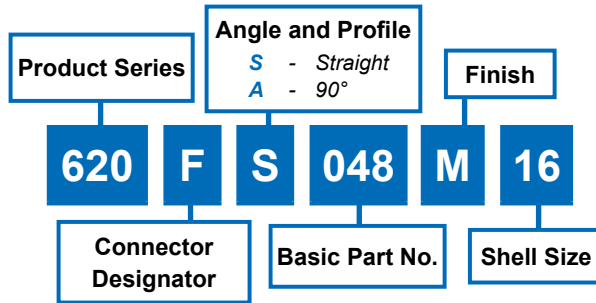 Product Series
Angle and Profile
S - Straight
A - 90°
Finish
620 F S 048 M 16
Connector
Designator
Basic Part No.
Shell Size